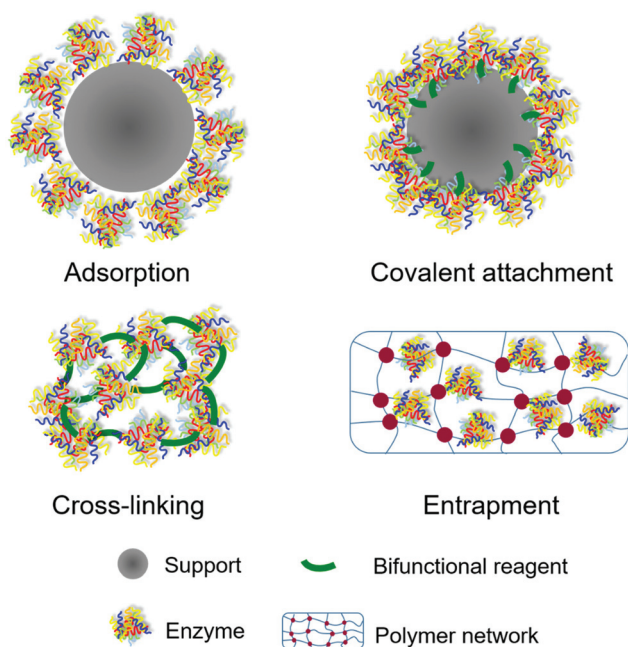 Adsorption
Covalent attachment
Cross-linking
Entrapment
Support
Bifunctional reagent
Enzyme
Polymer network